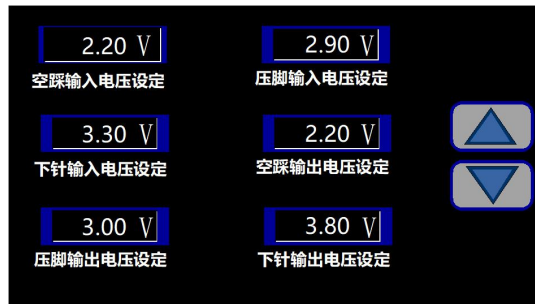 2.20 V
2.90 V
空踩输入电压设定
压脚输入电压设定
3.30 V
2.20 V
下针输入电压设定
空踩输出电压设定
3.00 V
3.80 V
压脚输出电压设定
下针输出电压设定